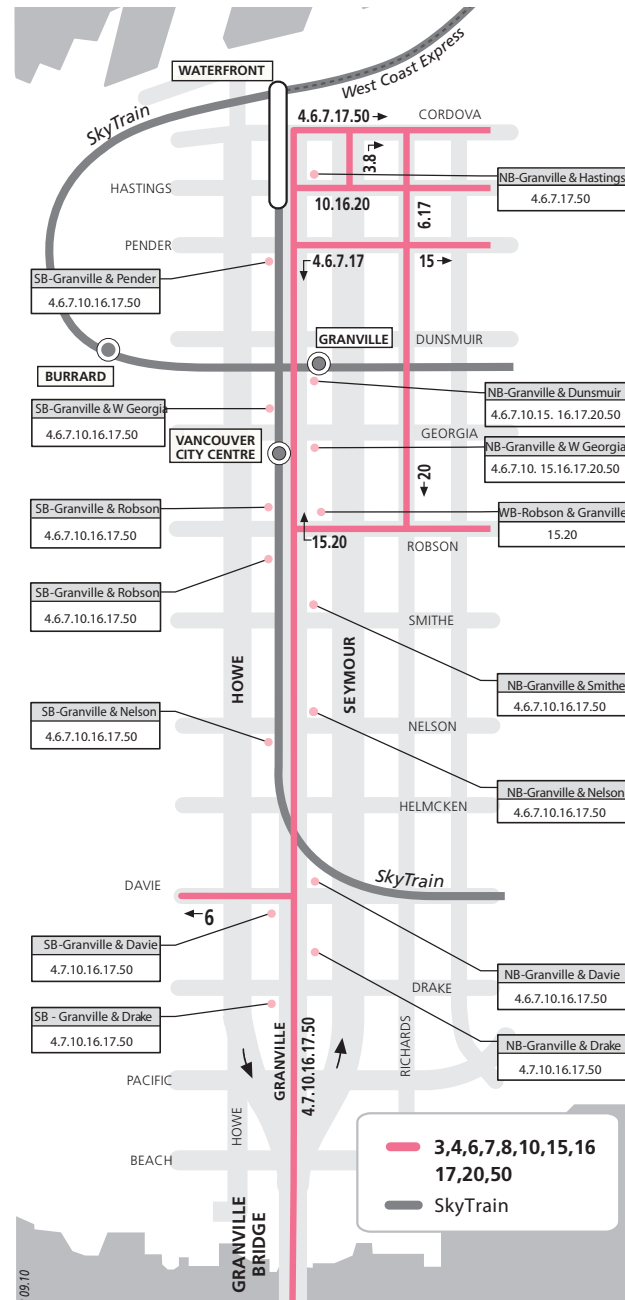 WATERFRONT
West Coast Express
SkyTrain
4.6.7.17.50
CORDOVA
3.8
NB-Granville & Hastings
4.6.7.17.50
HASTINGS
10.16.20
6.17
PENDER
SB-Granville & Pender
4.6.7.10.16.17.50
4.6.7.17
15
GRANVILLE
DUNSMUIR
BURRARD
NB-Granville & Dunsmuir
4.6.7.10.15. 16.17.20.50
SB-Granville & W Georgia
4.6.7.10.16.17.50
VANCOUVER
CITY CENTRE
GEORGIA
NB-Granville & W Georgia
4.6.7.10. 15.16.17.20.50
20
SB-Granville & Robson
4.6.7.10.16.17.50
WB-Robson & Granville
15.20
15.20
ROBSON
SB-Granville & Robson
4.6.7.10.16.17.50
SMITHE
HOWE
SEYMOUR
NB-Granville & Smithe
4.6.7.10.16.17.50
SB-Granville & Nelson
4.6.7.10.16.17.50
NELSON
NB-Granville & Nelson
4.6.7.10.16.17.50
HELMCKEN
SkyTrain
DAVIE
6
SB-Granville & Davie
4.7.10.16.17.50
NB-Granville & Davie
4.6.7.10.16.17.50
DRAKE
SB - Granville & Drake
4.7.10.16.17.50
NB-Granville & Drake
4.7.10.16.17.50
GRANVILLE
4.7.10.16.17.50
RICHARDS
PACIFIC
HOWE
BEACH
3,4,6,7,8,10,15,16
17,20,50
SkyTrain
GRANVILLE
BRIDGE
09.10